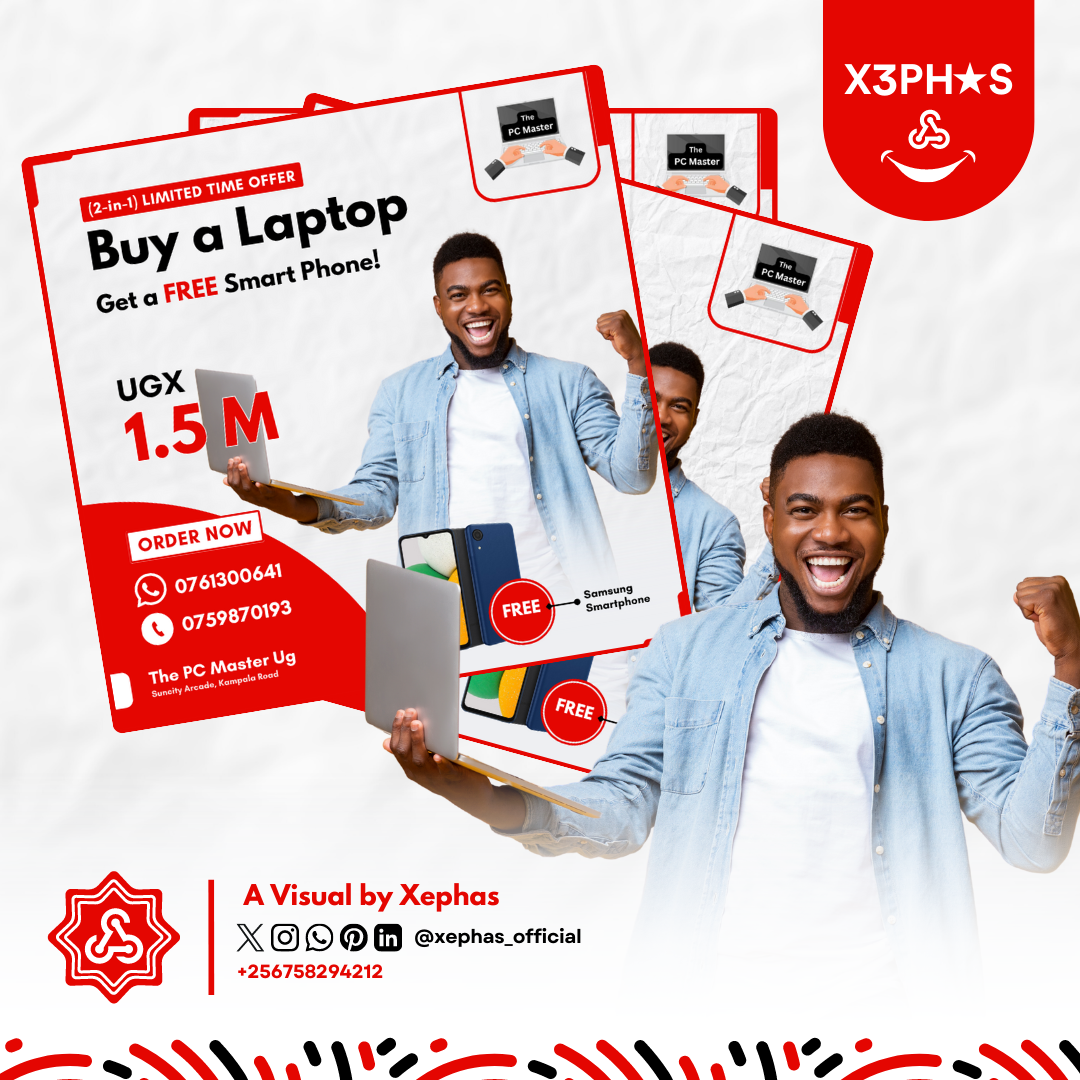 X3PH★S
The
PC Master
The
PC Master
The
PC Master
(2-in-1) LIMITED TIME OFFER
Buy a Laptop
Get a FREE Smart Phone!
UGX
1.5 M
ORDER NOW
0761300641
0759870193
The PC Master Ug
Suncity Arcade, Kampala Road
FREE
Samsung
Smartphone
FREE
A Visual by Xephas
@xephas_official
+256758294212